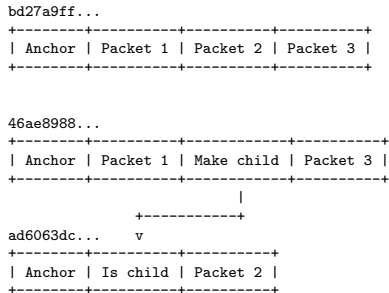 bd27a9ff...
+--------+----------+----------+----------+
| Anchor | Packet 1 | Packet 2 | Packet 3 |
+--------+----------+----------+----------+
46ae8988...
+--------+----------+------------+----------+
| Anchor | Packet 1 | Make child | Packet 3 |
+--------+----------+------------+----------+
                          |
              +-----------+
ad6063dc...   v
+--------+----------+----------+
| Anchor | Is child | Packet 2 |
+--------+----------+----------+